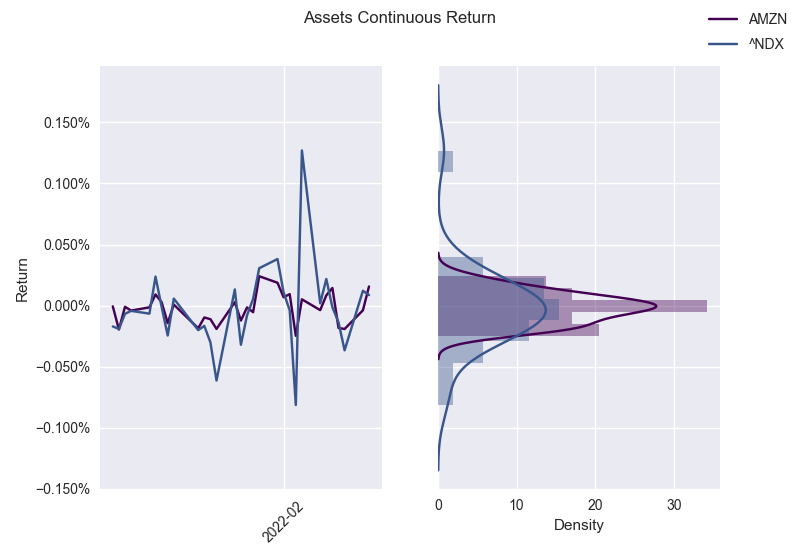 Assets Continuous Return
AMZN
^NDX
0.150%
0.100%
0.050%
0.000%
−0.050%
−0.100%
−0.150%
Return
2022-02
0 10 20 30
Density